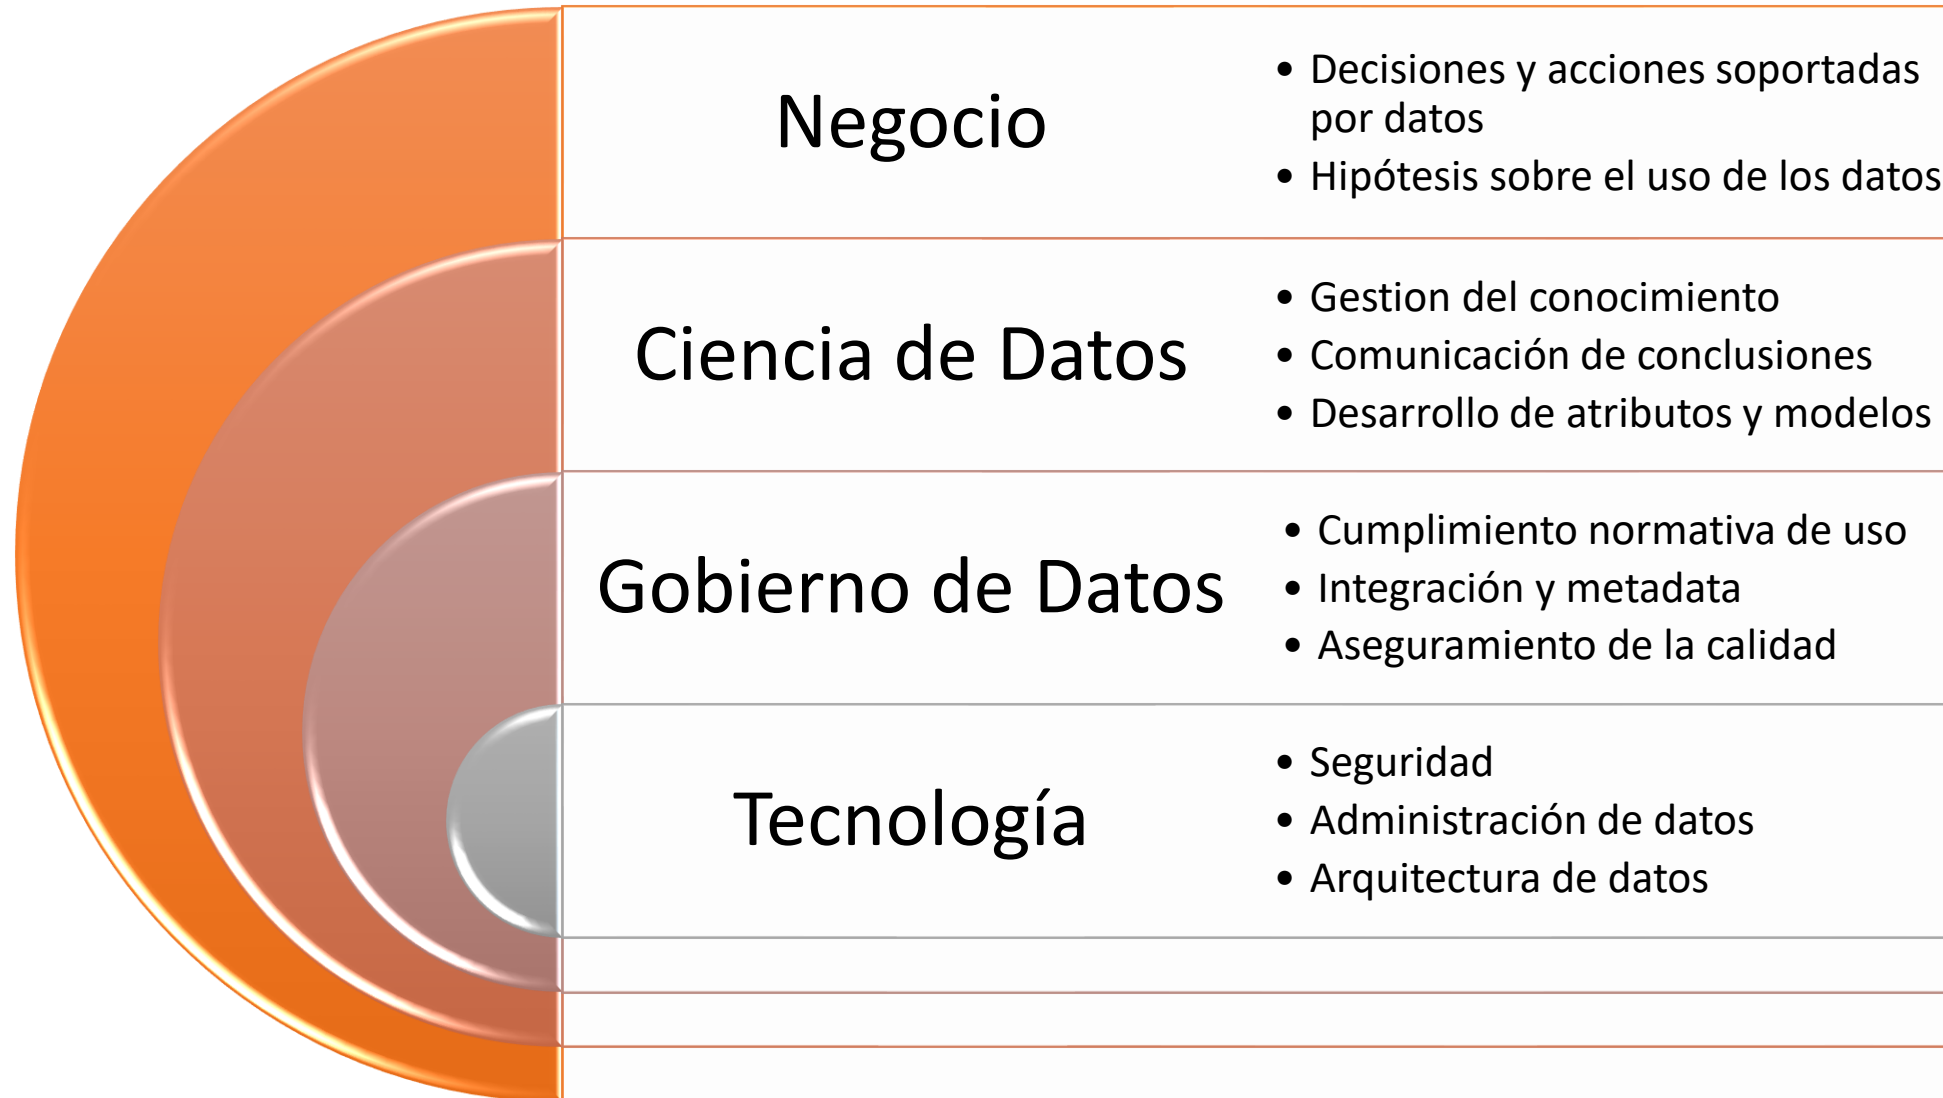 Negocio
• Decisiones y acciones soportadas
por datos
• Hipótesis sobre el uso de los datos
Ciencia de Datos
• Gestion del conocimiento
• Comunicación de conclusiones
• Desarrollo de atributos y modelos
Gobierno de Datos
• Cumplimiento normativa de uso
• Integración y metadata
• Aseguramiento de la calidad
Tecnología
• Seguridad
• Administración de datos
• Arquitectura de datos